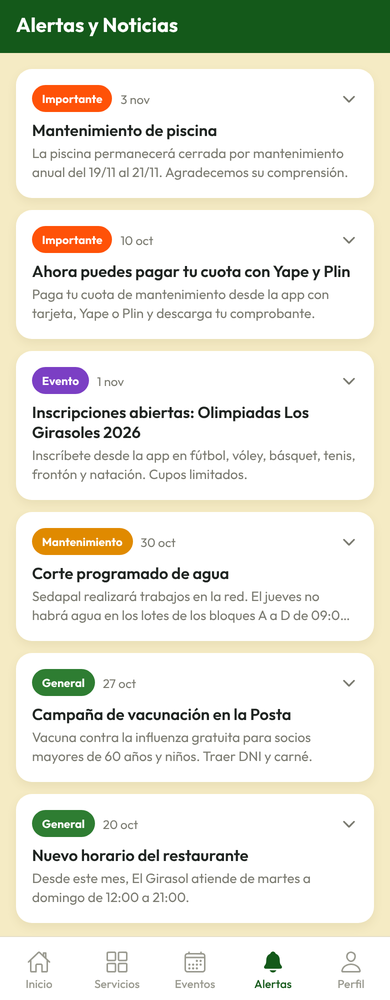 Alertas y Noticias
Importante 3 nov
Mantenimiento de piscina
La piscina permanecerá cerrada por mantenimiento
anual del 19/11 al 21/11. Agradecemos su comprensión.
Importante 10 oct
Ahora puedes pagar tu cuota con Yape y Plin
Paga tu cuota de mantenimiento desde la app con
tarjeta, Yape o Plin y descarga tu comprobante.
Evento 1 nov
Inscripciones abiertas: Olimpiadas Los
Girasoles 2026
Inscríbete desde la app en fútbol, vóley, básquet, tenis,
frontón y natación. Cupos limitados.
Mantenimiento 30 oct
Corte programado de agua
Sedapal realizará trabajos en la red. El jueves no
habrá agua en los lotes de los bloques A a D de 09:0...
General 27 oct
Campaña de vacunación en la Posta
Vacuna contra la influenza gratuita para socios
mayores de 60 años y niños. Traer DNI y carné.
General 20 oct
Nuevo horario del restaurante
Desde este mes, El Girasol atiende de martes a
domingo de 12:00 a 21:00.
Inicio Servicios Eventos Alertas Perfil